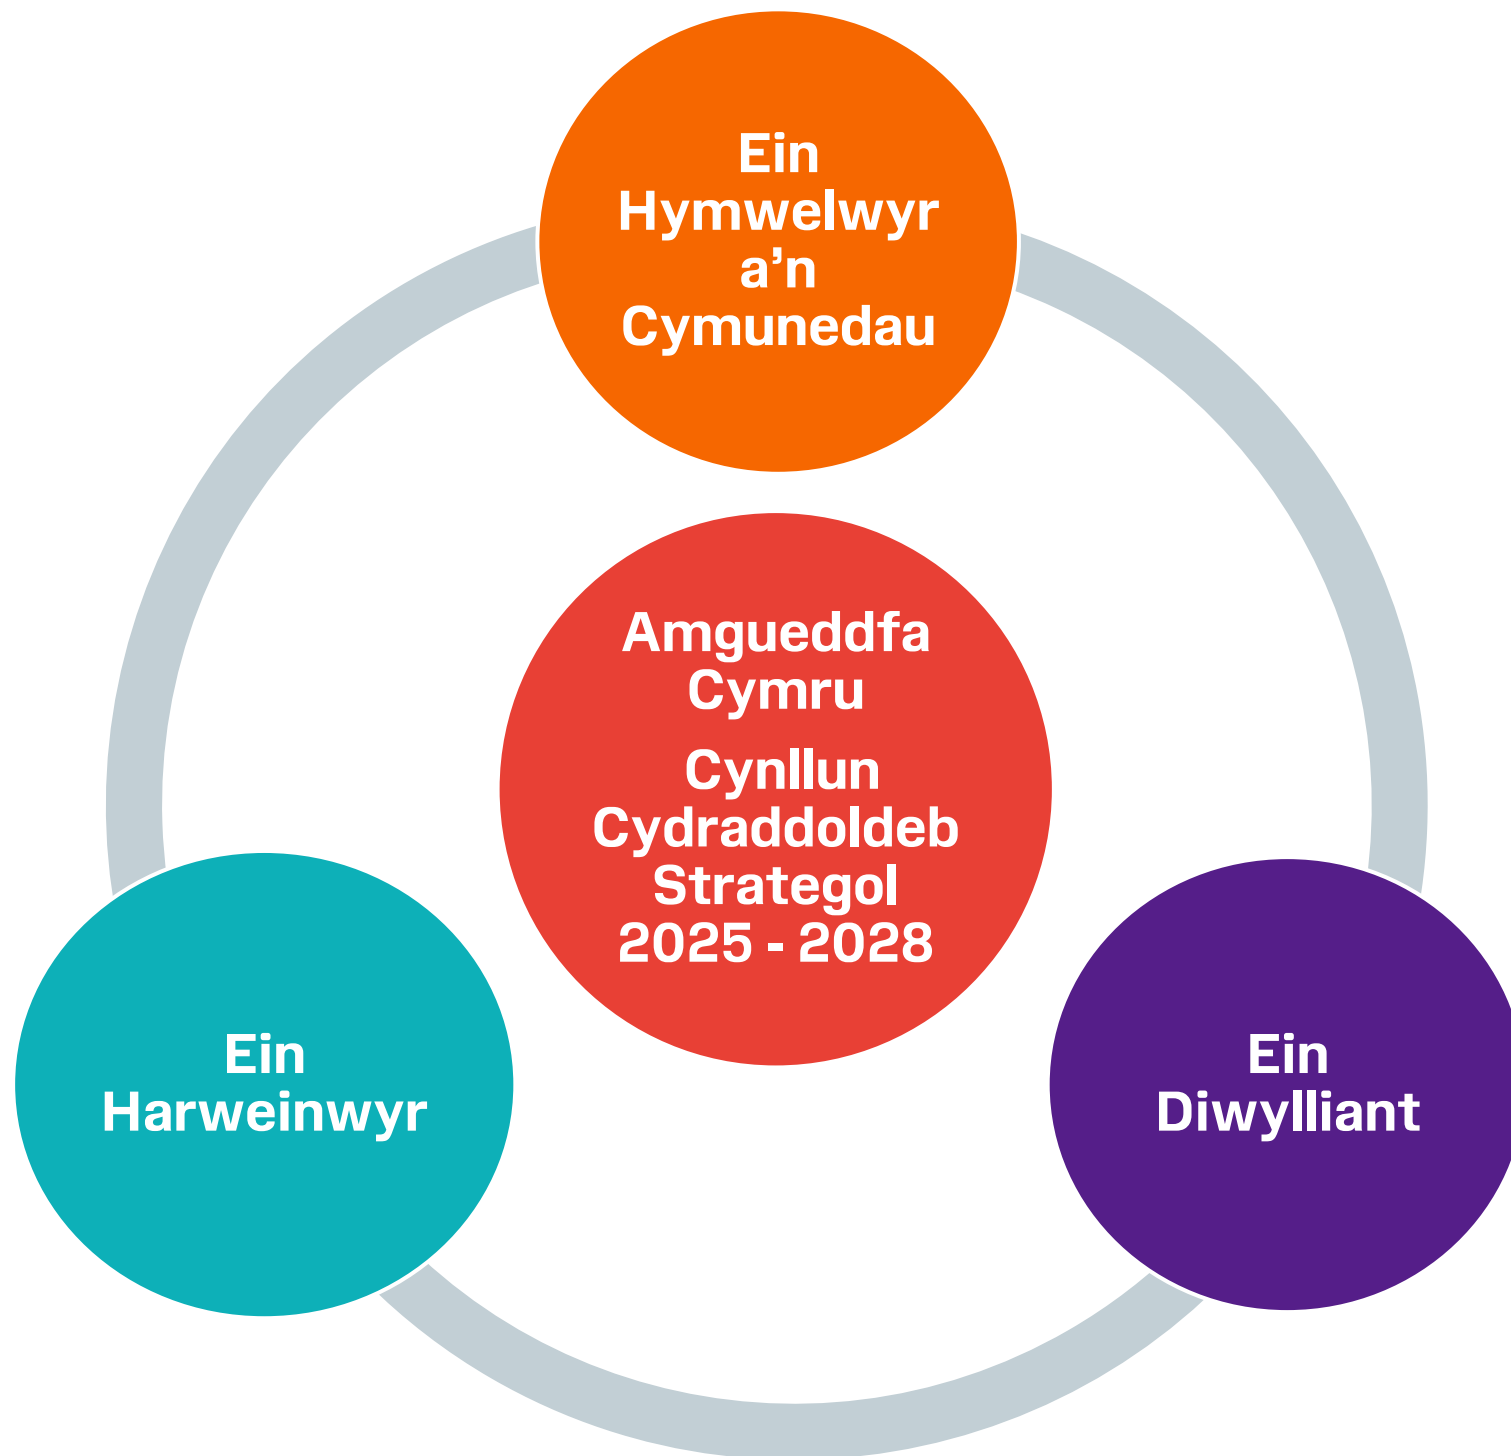 Ein
Hymwelwyr
a’n
Cymunedau
Amgueddfa
Cymru
Cynllun
Cydraddoldeb
Strategol
2025 - 2028
Ein
Harweinwyr
Ein
Diwylliant